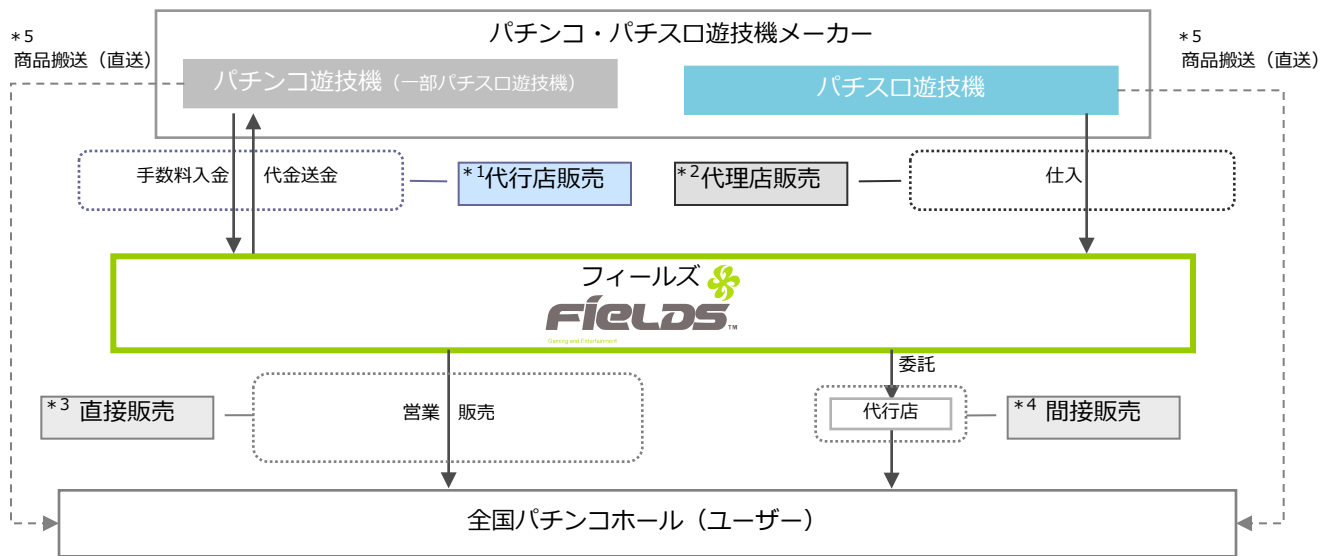 パチンコ・パチスロ遊技機メーカー
*5
商品搬送（直送）
*5
商品搬送（直送）
パチンコ遊技機（一部パチスロ遊技機）
パチスロ遊技機
手数料入金
代金送金
*1代行店販売
*2代理店販売
仕入
フィールズ
FIELDS™
Gaming and Entertainment
委託
*3 直接販売
営業
販売
代行店
*4 間接販売
全国パチンコホール（ユーザー）